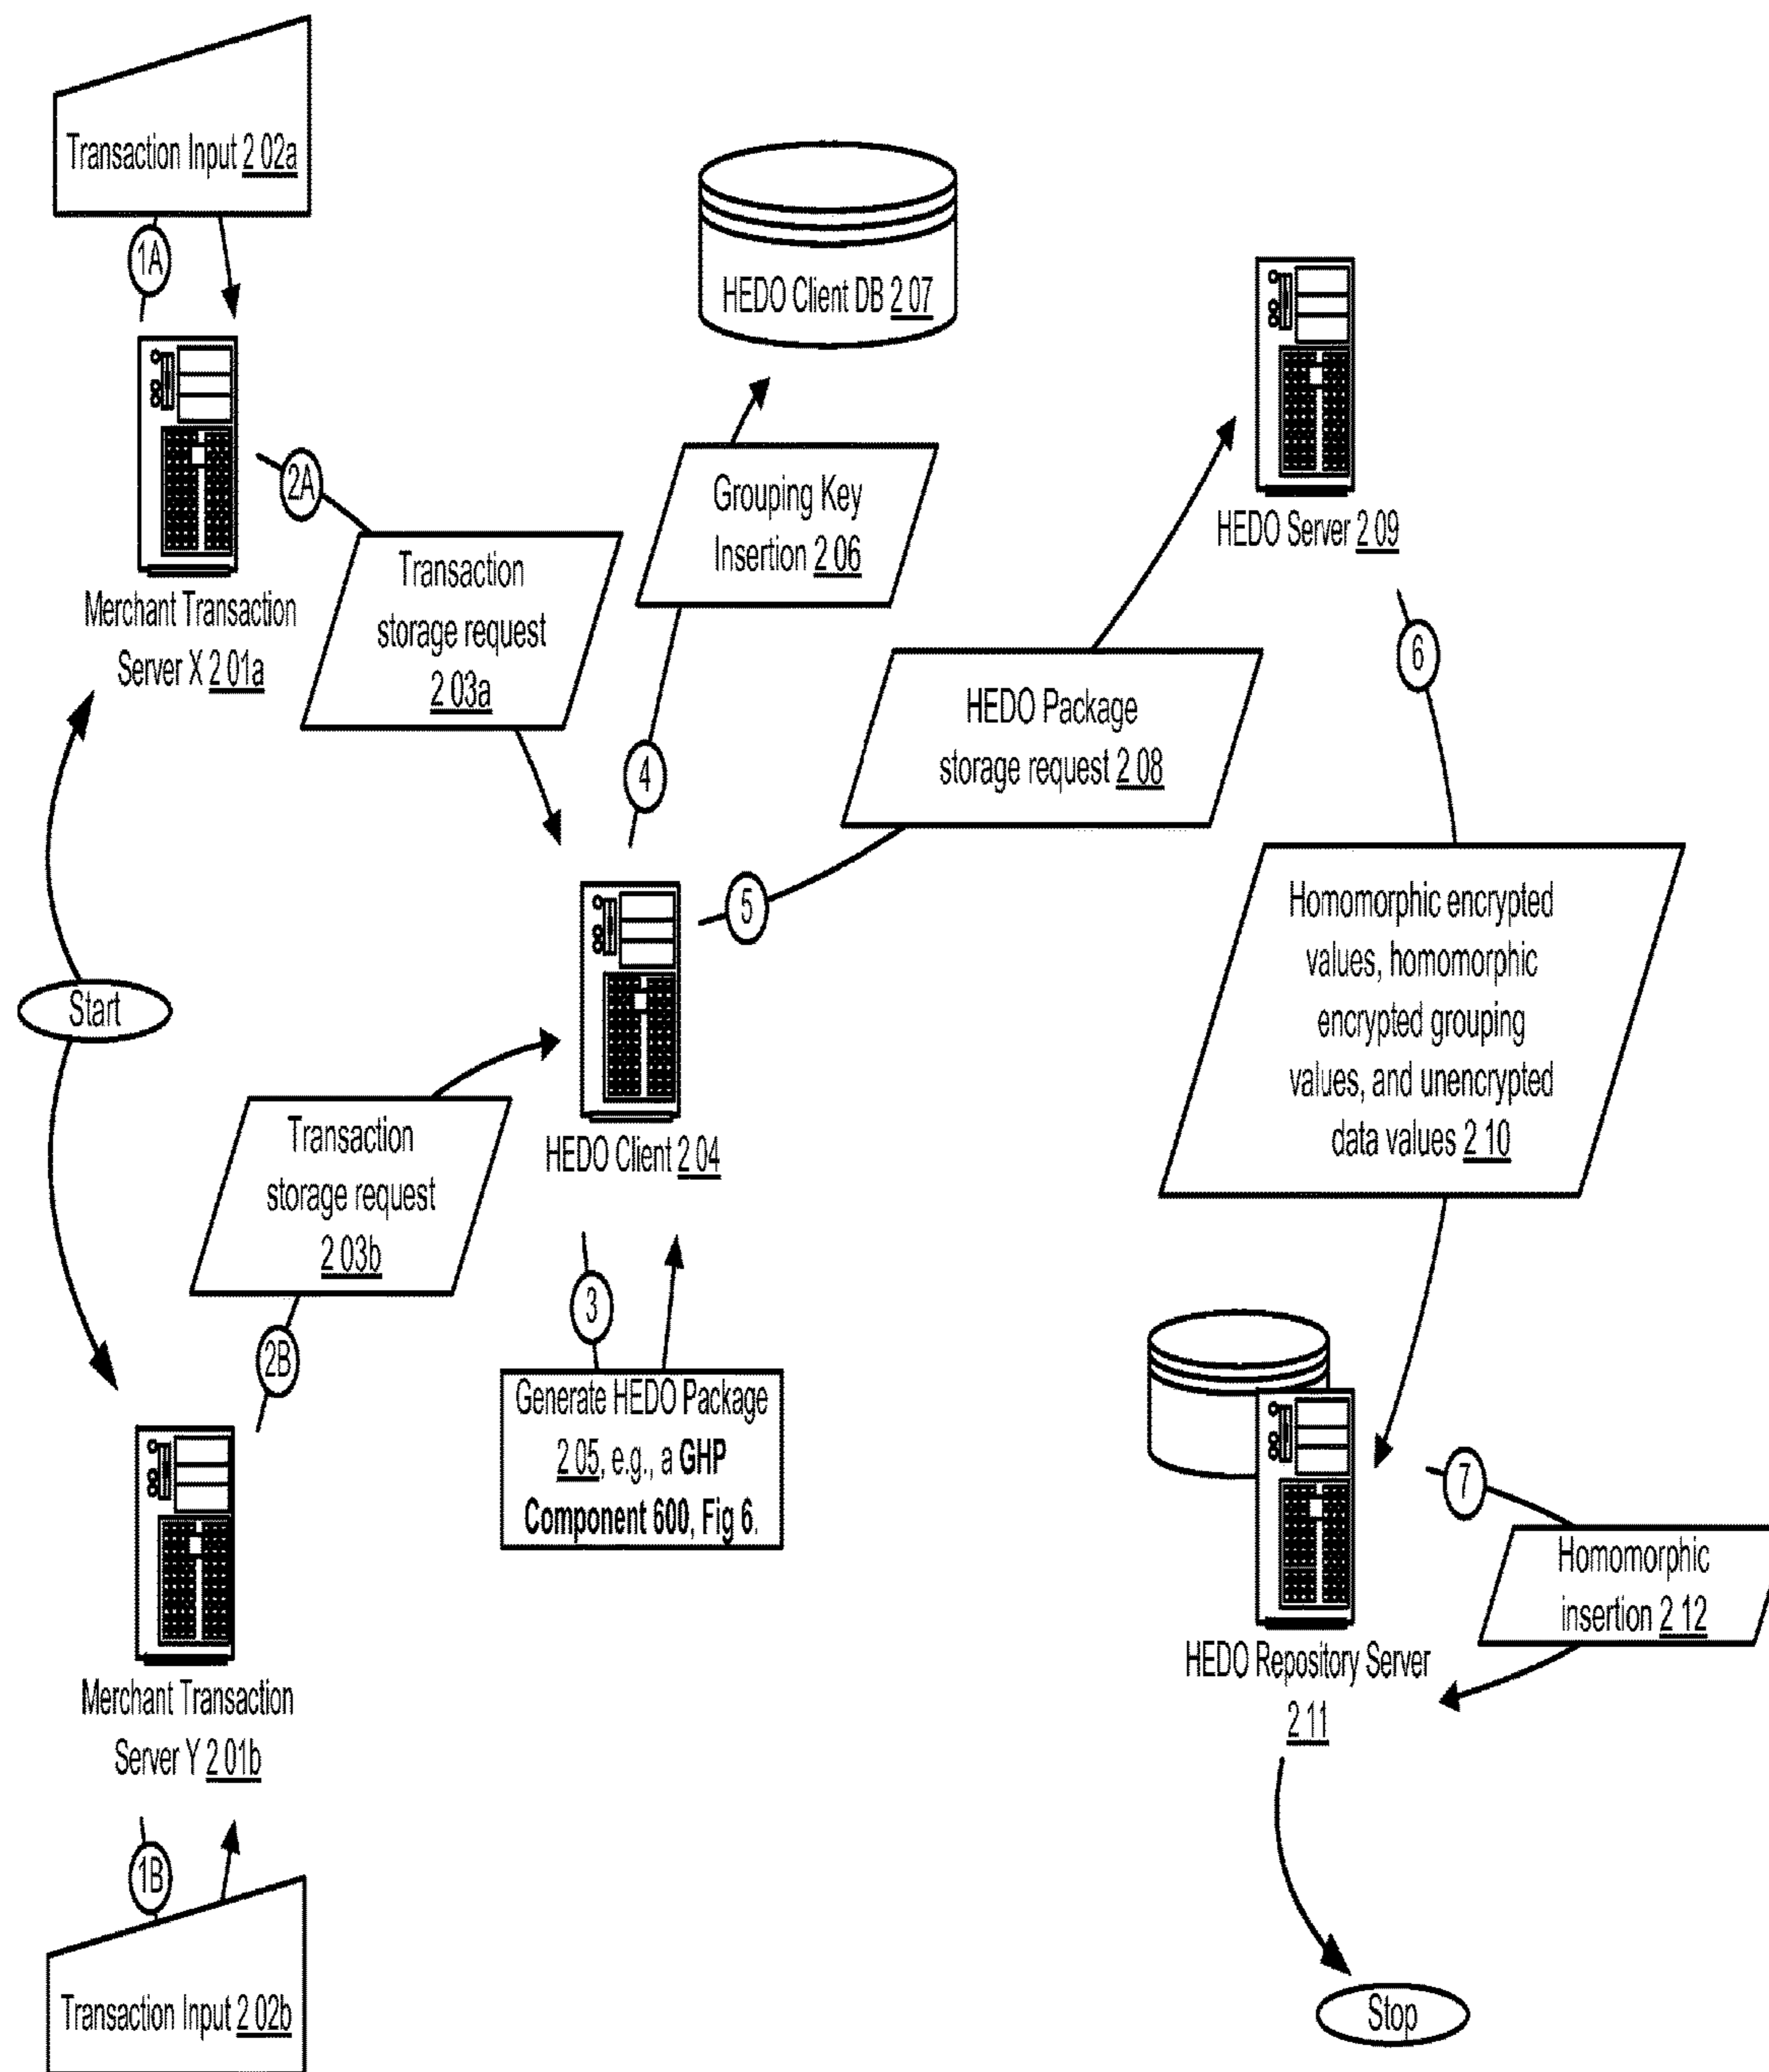 Transaction Input 2 02a
1A
Merchant Transaction
Server X 2 01a
2A
Transaction
storage request
2 03a
HEDO Client DB 2 07
Grouping Key
Insertion 2 06
4
HEDO Server 2 09
6
HEDO Package
storage request 2 08
5
Homomorphic encrypted
values, homomorphic
encrypted grouping
values, and unencrypted
data values 2 10
Start
HEDO Client 2 04
Transaction
storage request
2 03b
2B
3
Generate HEDO Package
2 05, e.g., a GHP
Component 600, Fig 6.
7
Homomorphic
insertion 2 12
HEDO Repository Server
2 11
Merchant Transaction
Server Y 2 01b
1B
Transaction Input 2 02b
Stop